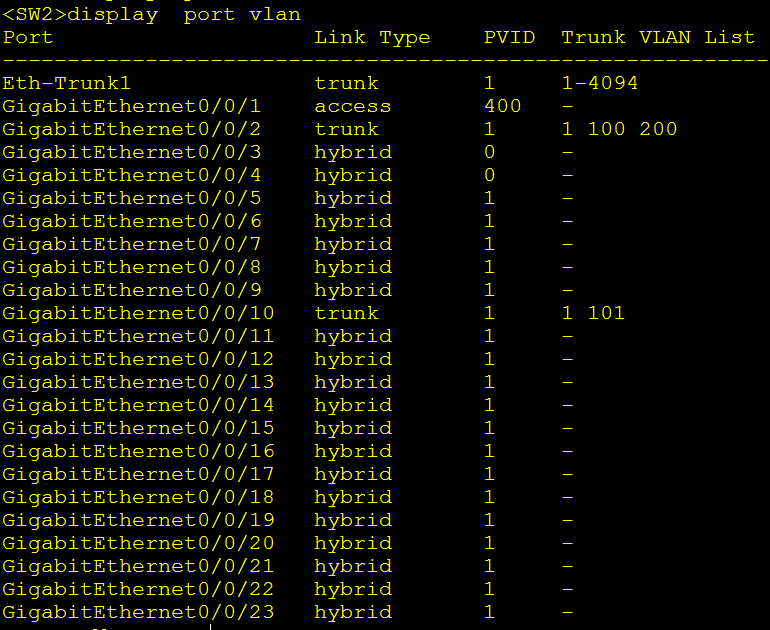 <SW2>display  port vlan
Port                    Link Type    PVID  Trunk VLAN List
-----------------------------------------------------------
Eth-Trunk1              trunk        1     1-4094
GigabitEthernet0/0/1    access       400   -
GigabitEthernet0/0/2    trunk        1     1 100 200
GigabitEthernet0/0/3    hybrid       0     -
GigabitEthernet0/0/4    hybrid       0     -
GigabitEthernet0/0/5    hybrid       1     -
GigabitEthernet0/0/6    hybrid       1     -
GigabitEthernet0/0/7    hybrid       1     -
GigabitEthernet0/0/8    hybrid       1     -
GigabitEthernet0/0/9    hybrid       1     -
GigabitEthernet0/0/10   trunk        1     1 101
GigabitEthernet0/0/11   hybrid       1     -
GigabitEthernet0/0/12   hybrid       1     -
GigabitEthernet0/0/13   hybrid       1     -
GigabitEthernet0/0/14   hybrid       1     -
GigabitEthernet0/0/15   hybrid       1     -
GigabitEthernet0/0/16   hybrid       1     -
GigabitEthernet0/0/17   hybrid       1     -
GigabitEthernet0/0/18   hybrid       1     -
GigabitEthernet0/0/19   hybrid       1     -
GigabitEthernet0/0/20   hybrid       1     -
GigabitEthernet0/0/21   hybrid       1     -
GigabitEthernet0/0/22   hybrid       1     -
GigabitEthernet0/0/23   hybrid       1     -